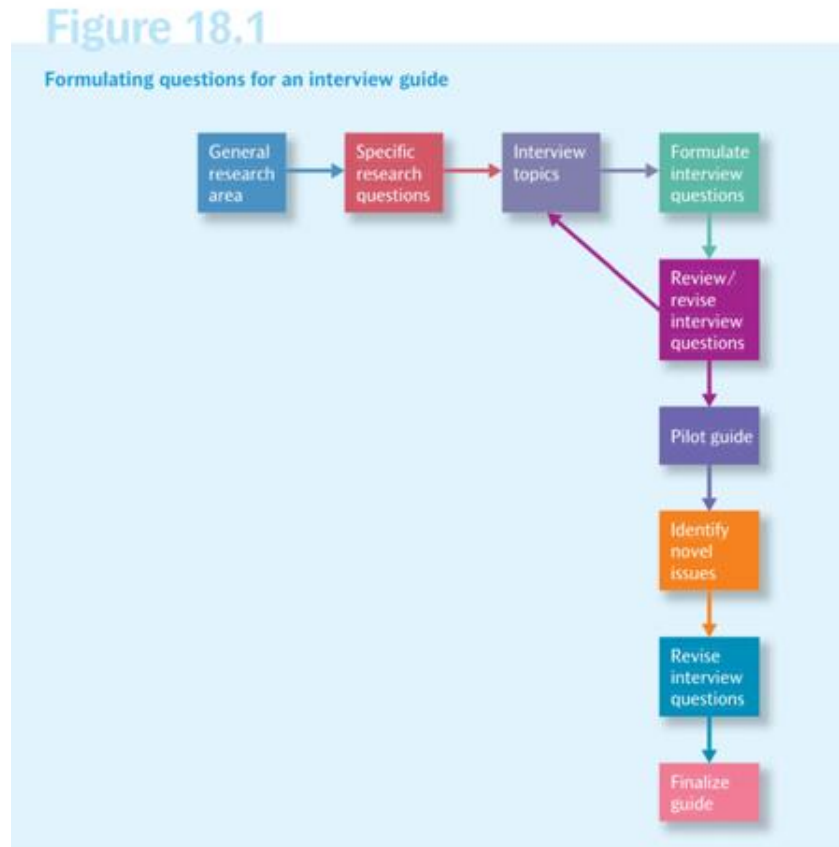 Figure 18.1
Formulating questions for an interview guide
General
research
area
Specific
research
questions
Interview
topics
Formulate
interview
questions
Review/
revise
interview
questions
Pilot guide
Identify
novel
issues
Revise
interview
questions
Finalize
guide